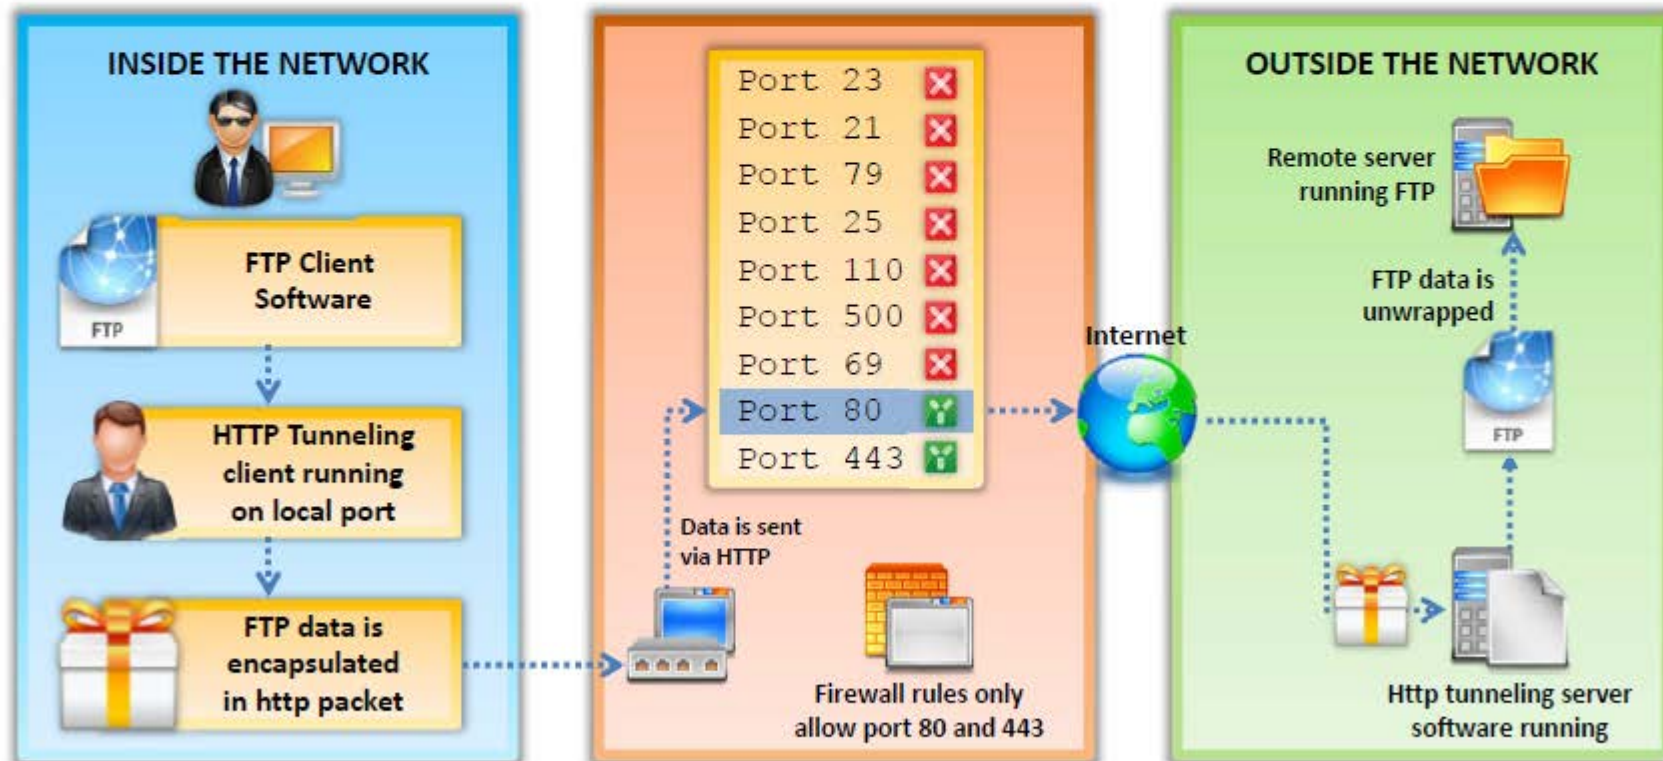 INSIDE THE NETWORK
FTP Client
Software
FTP
HTTP Tunneling
client running
on local port
FTP data is
encapsulated
in http packet
Port 23
Port 21
Port 79
Port 25
Port 110
Port 500
Port 69
Port 80
Port 443
Data is sent
via HTTP
Firewall rules only
allow port 80 and 443
Internet
OUTSIDE THE NETWORK
Remote server
running FTP
FTP data is
unwrapped
FTP
Http tunneling server
software running